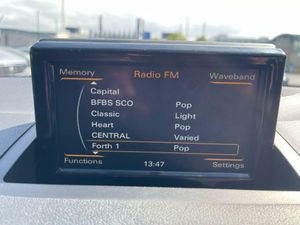 Memory Radio FM Waveband
Capital
BFBS SCO Pop
Classic Light
Heart Pop
CENTRAL Varied
Forth 1 Pop
Functions 13:47 Settings